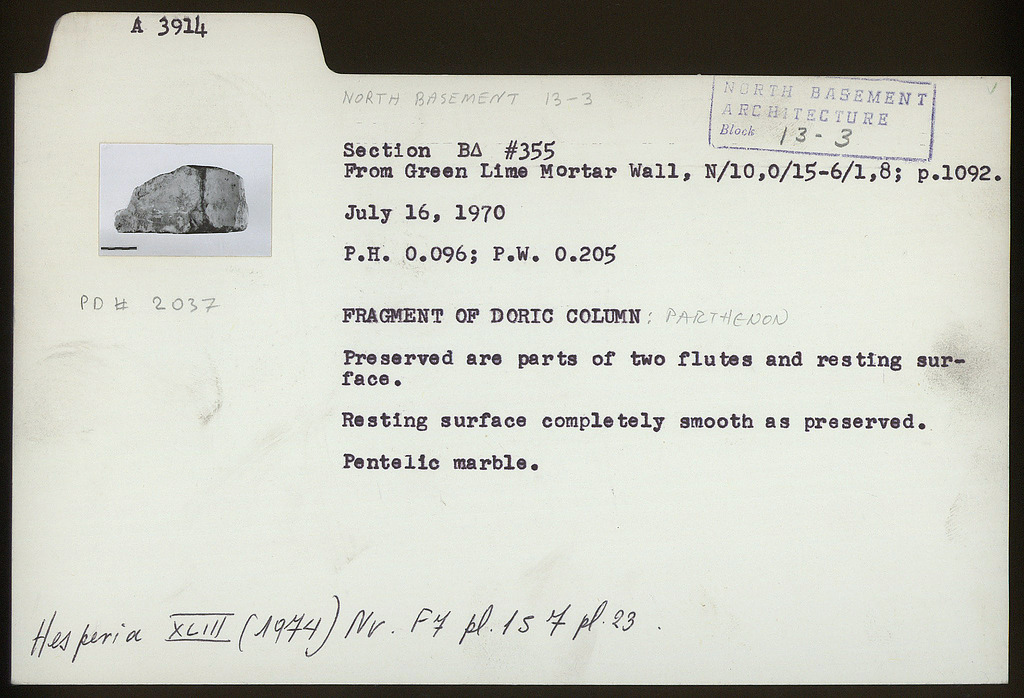 A 3914
NORTH BASEMENT 13-3
NORTH BASEMENT
ARCHITECTURE
Block 13-3
Section BΔ #355
From Green Lime Mortar Wall, N/10,0/15-6/1,8; p.1092.
July 16, 1970
P.H. 0.096; P.W. 0.205
PD# 2037
FRAGMENT OF DORIC COLUMN: PARTHENON
Preserved are parts of two flutes and resting sur-
face.
Resting surface completely smooth as preserved.
Pentelic marble.
Hesperia XLIII (1974) Nr. F7 pl. 23.